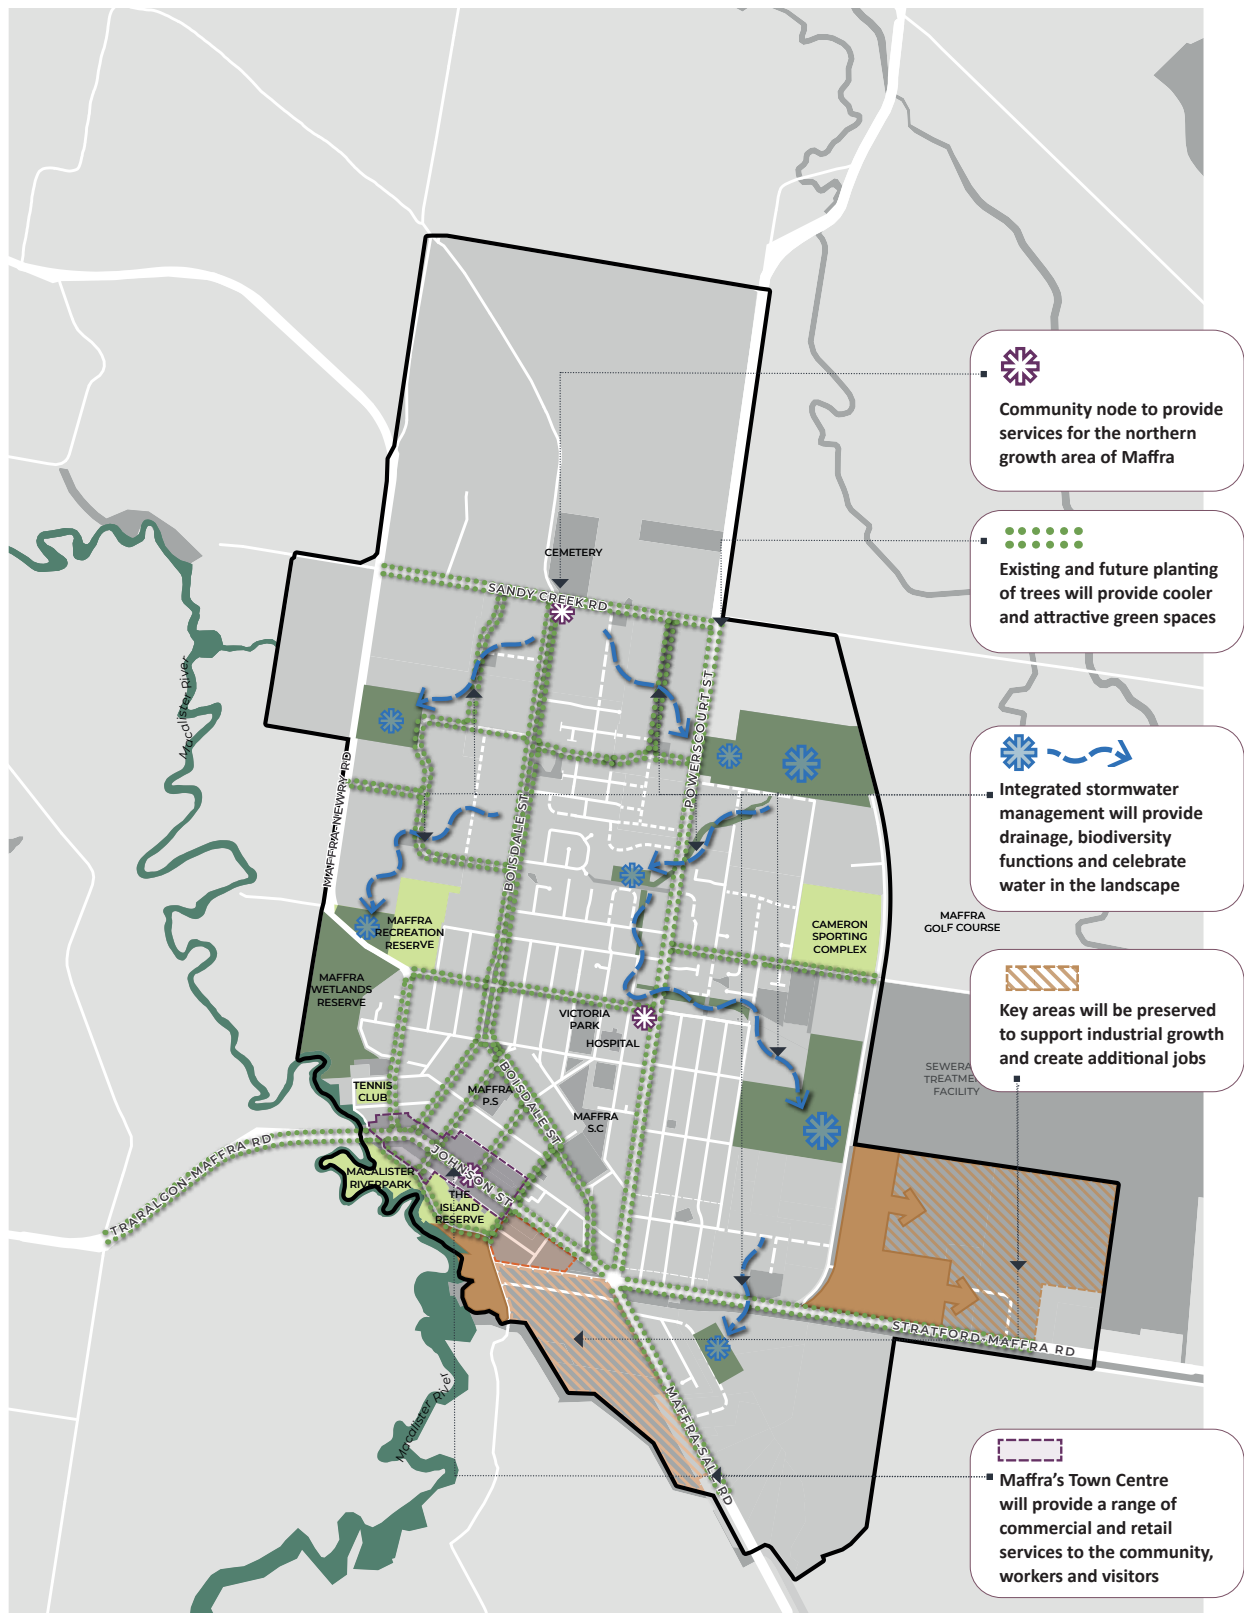 Community node to provide
services for the northern
growth area of Maffra
CEMETERY
Existing and future planting
of trees will provide cooler
and attractive green spaces
SANDY CREEK RD
Macalister River
POWERSCOURT ST
MAFFRA-NEWRY RD
BOISDALE ST
Integrated stormwater
management will provide
drainage, biodiversity
functions and celebrate
water in the landscape
MAFFRA
RECREATION
RESERVE
CAMERON
SPORTING
COMPLEX
MAFFRA
GOLF COURSE
MAFFRA
WETLANDS
RESERVE
VICTORIA
PARK
HOSPITAL
Key areas will be preserved
to support industrial growth
and create additional jobs
SEWERA
TREATMEN
FACILITY
TENNIS
CLUB
MAFFRA
P.S
BOISDALE ST
MAFFRA
S.C
TRARALGON-MAFFRA RD
JOHNSON ST
MACALISTER
RIVERPARK
THE
ISLAND
RESERVE
STRATFORD-MAFFRA RD
MAFFRA-SALE RD
Macalister River
Maffra's Town Centre
will provide a range of
commercial and retail
services to the community,
workers and visitors